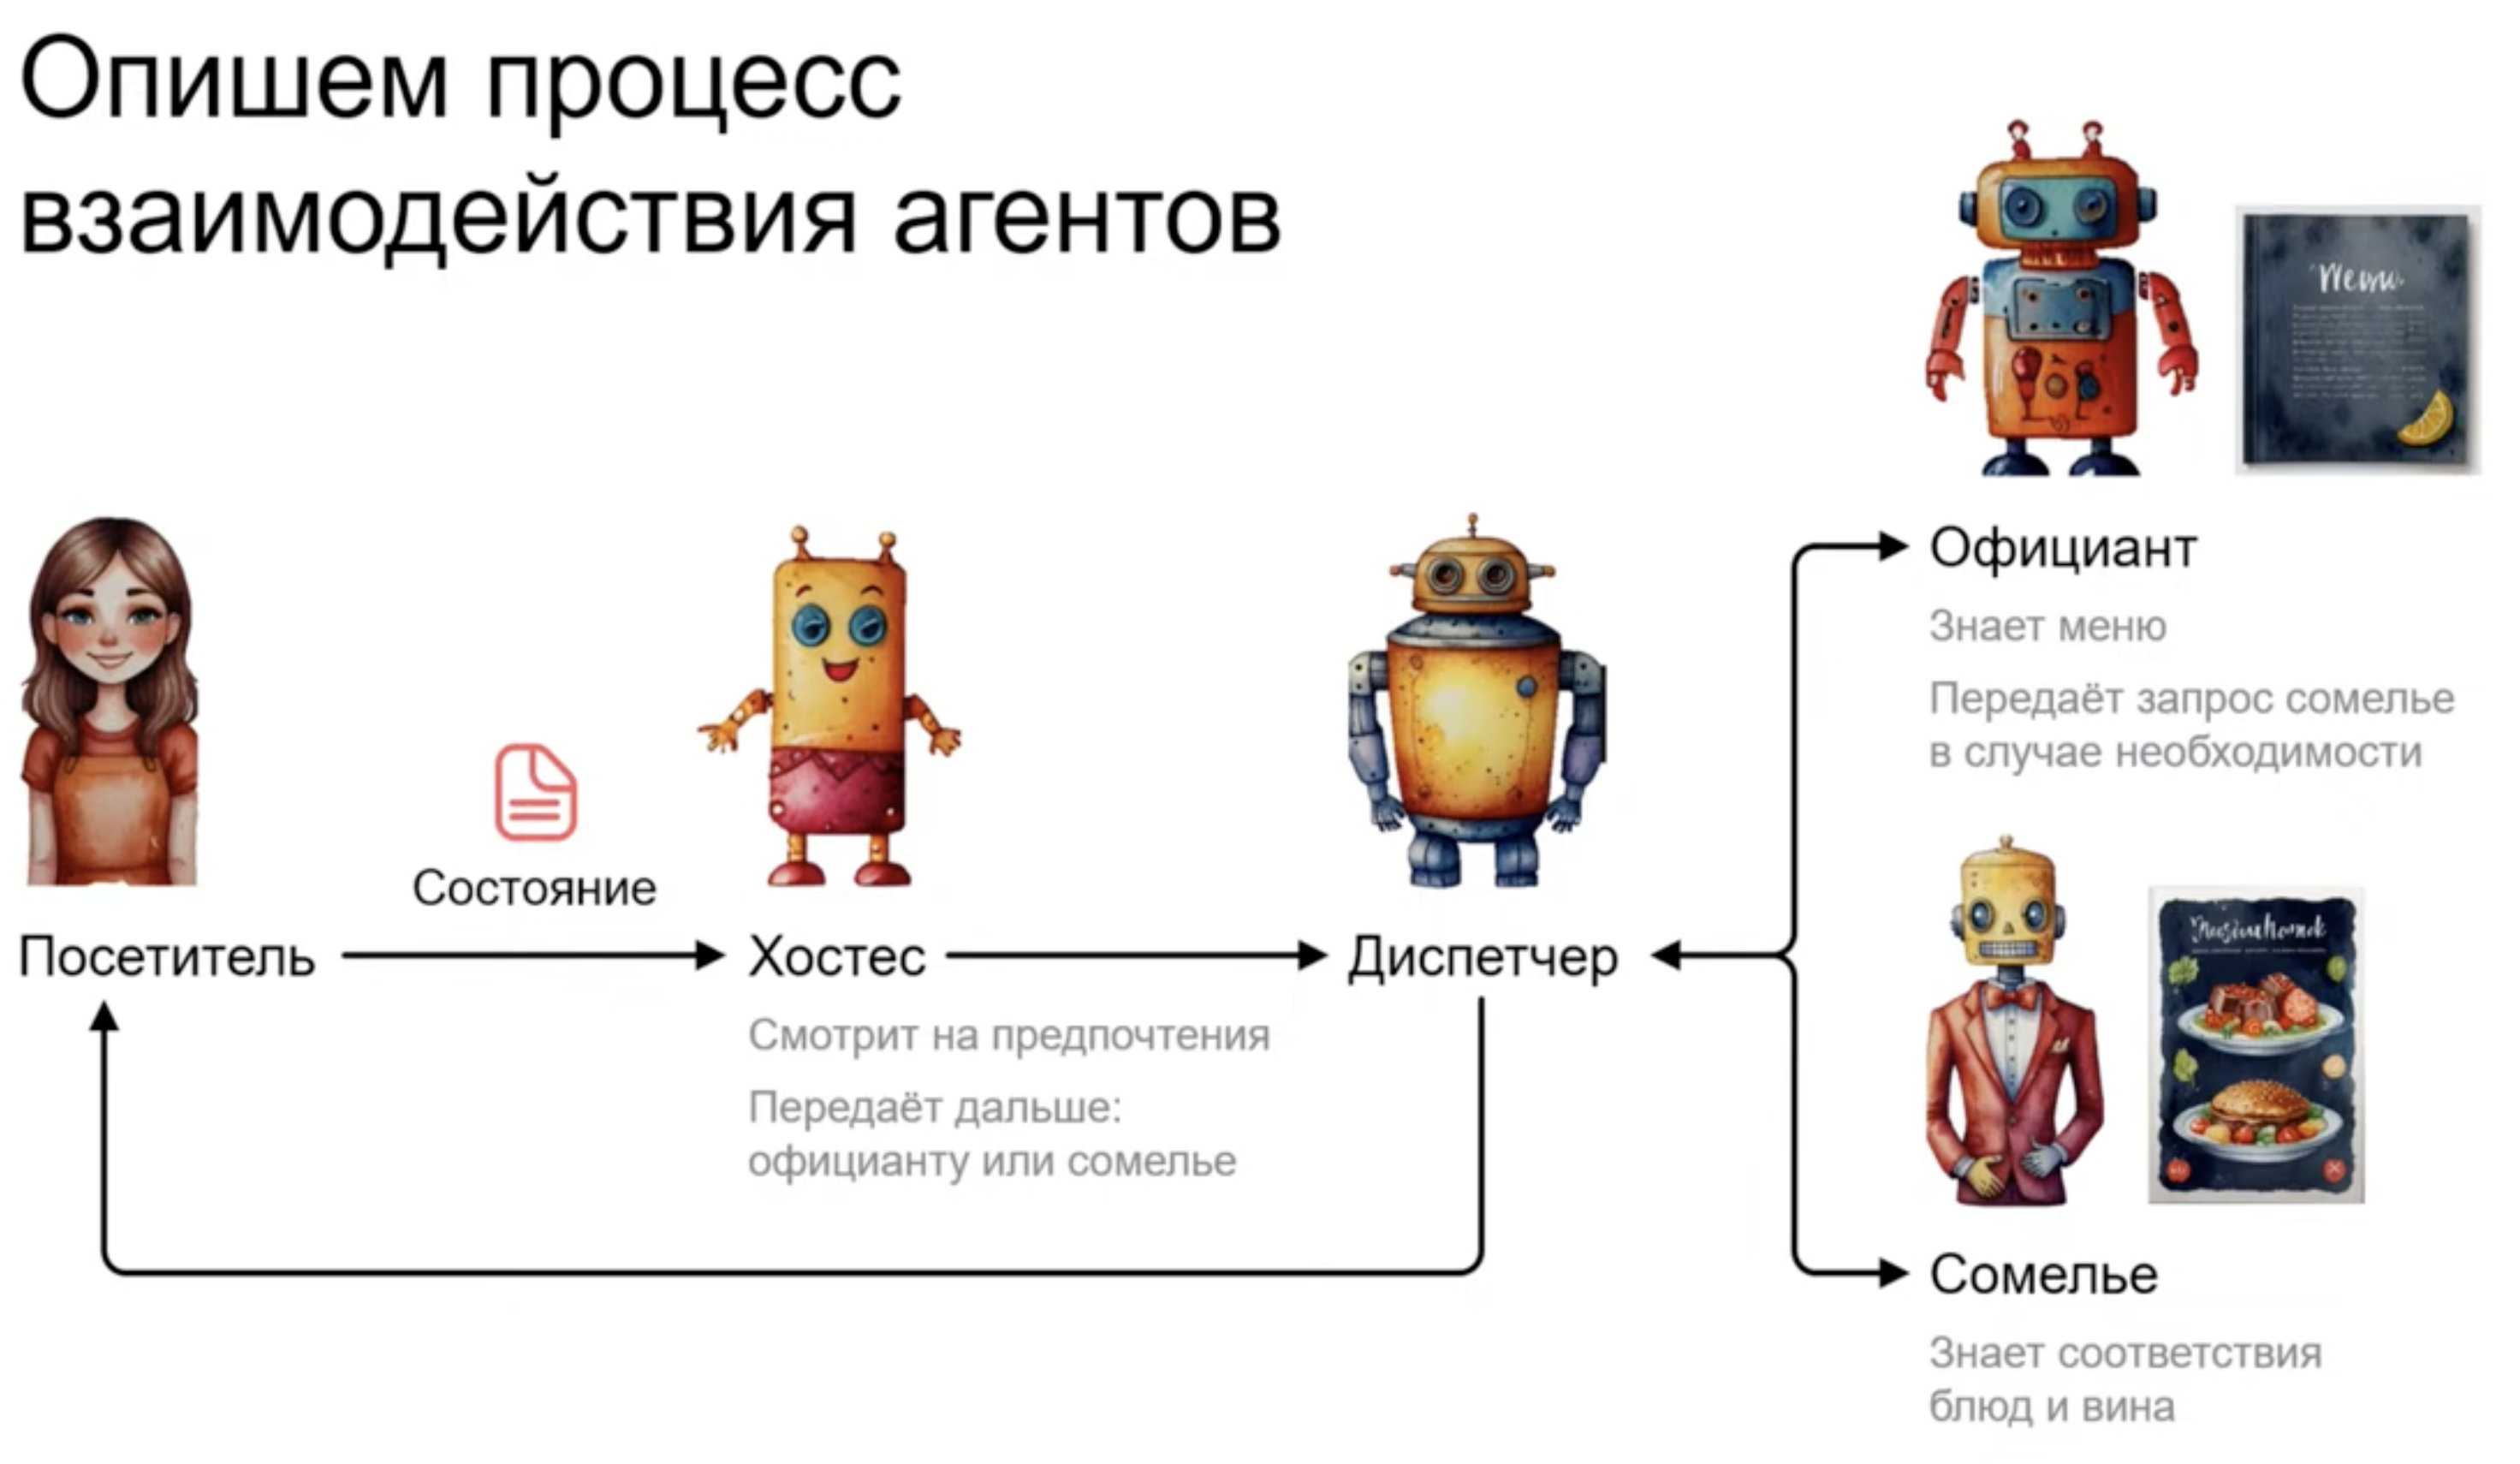 Опишем процесс
взаимодействия агентов
Menu
Официант
Знает меню
Передаёт запрос сомелье
в случае необходимости
Состояние
Посетитель
Хостес
Диспетчер
Смотрит на предпочтения
Передаёт дальше:
официанту или сомелье
Сомелье
Знает соответствия
блюд и вина